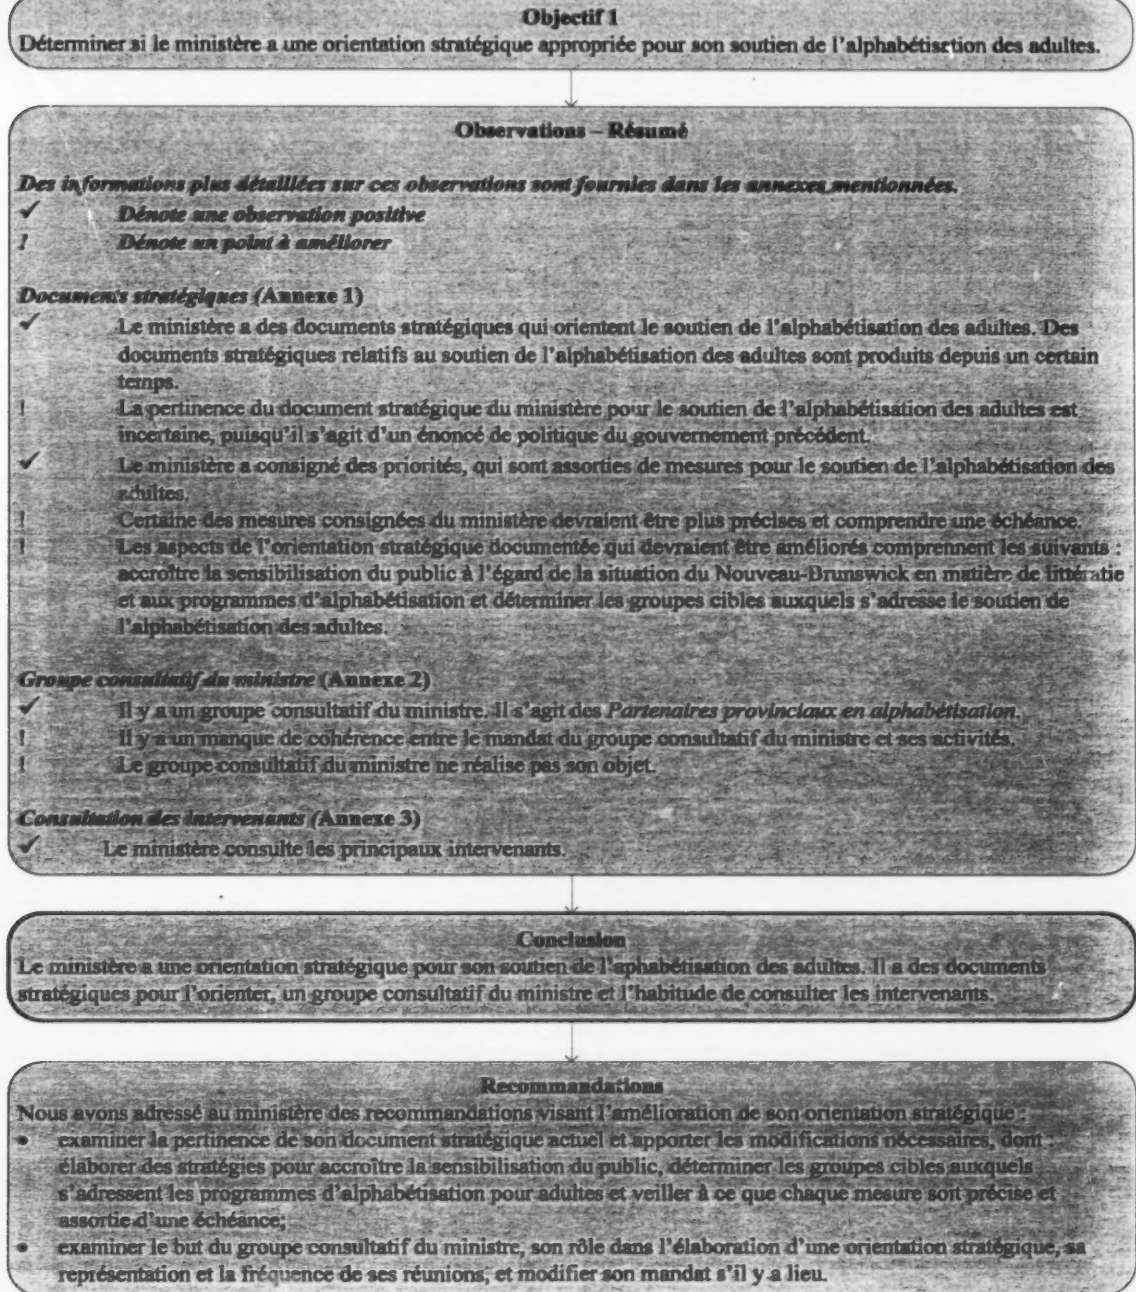 Objectif 1
Déterminer si le ministère a une orientation stratégique appropriée pour son soutien de l'alphabétisation des adultes.
Observations – Résumé
Des informations plus détaillées sur ces observations sont fournies dans les annexes mentionnées.
✓ Dénote une observation positive
! Dénote un point à améliorer
Documents stratégiques (Annexe 1)
✓ Le ministère a des documents stratégiques qui orientent le soutien de l'alphabétisation des adultes. Des
documents stratégiques relatifs au soutien de l'alphabétisation des adultes sont produits depuis un certain
temps.
! La pertinence du document stratégique du ministère pour le soutien de l'alphabétisation des adultes est
incertaine, puisqu'il s'agit d'un énoncé de politique du gouvernement précédent.
✓ Le ministère a consigné des priorités, qui sont assorties de mesures pour le soutien de l'alphabétisation des
adultes.
! Certaine des mesures consignées du ministère devraient être plus précises et comprendre une échéance.
! Les aspects de l'orientation stratégique documentée qui devraient être améliorés comprennent les suivants :
accroître la sensibilisation du public à l'égard de la situation du Nouveau-Brunswick en matière de littératie
et aux programmes d'alphabétisation et déterminer les groupes cibles auxquels s'adresse le soutien de
l'alphabétisation des adultes.
Groupe consultatif du ministre (Annexe 2)
✓ Il y a un groupe consultatif du ministre. Il s'agit des Partenaires provinciaux en alphabétisation.
! Il y a un manque de cohérence entre le mandat du groupe consultatif du ministre et ses activités.
! Le groupe consultatif du ministre ne réalise pas son objet.
Consultation des intervenants (Annexe 3)
✓ Le ministère consulte les principaux intervenants.
Conclusion
Le ministère a une orientation stratégique pour son soutien de l'aphabétisation des adultes. Il a des documents
stratégiques pour l'orienter, un groupe consultatif du ministre et l'habitude de consulter les intervenants.
Recommandations
Nous avons adressé au ministère des recommandations visant l'amélioration de son orientation stratégique :
• examiner la pertinence de son document stratégique actuel et apporter les modifications nécessaires, dont :
élaborer des stratégies pour accroître la sensibilisation du public, déterminer les groupes cibles auxquels
s'adressent les programmes d'alphabétisation pour adultes et veiller à ce que chaque mesure soit précise et
assortie d'une échéance;
• examiner le but du groupe consultatif du ministre, son rôle dans l'élaboration d'une orientation stratégique, sa
représentation et la fréquence de ses réunions, et modifier son mandat s'il y a lieu.